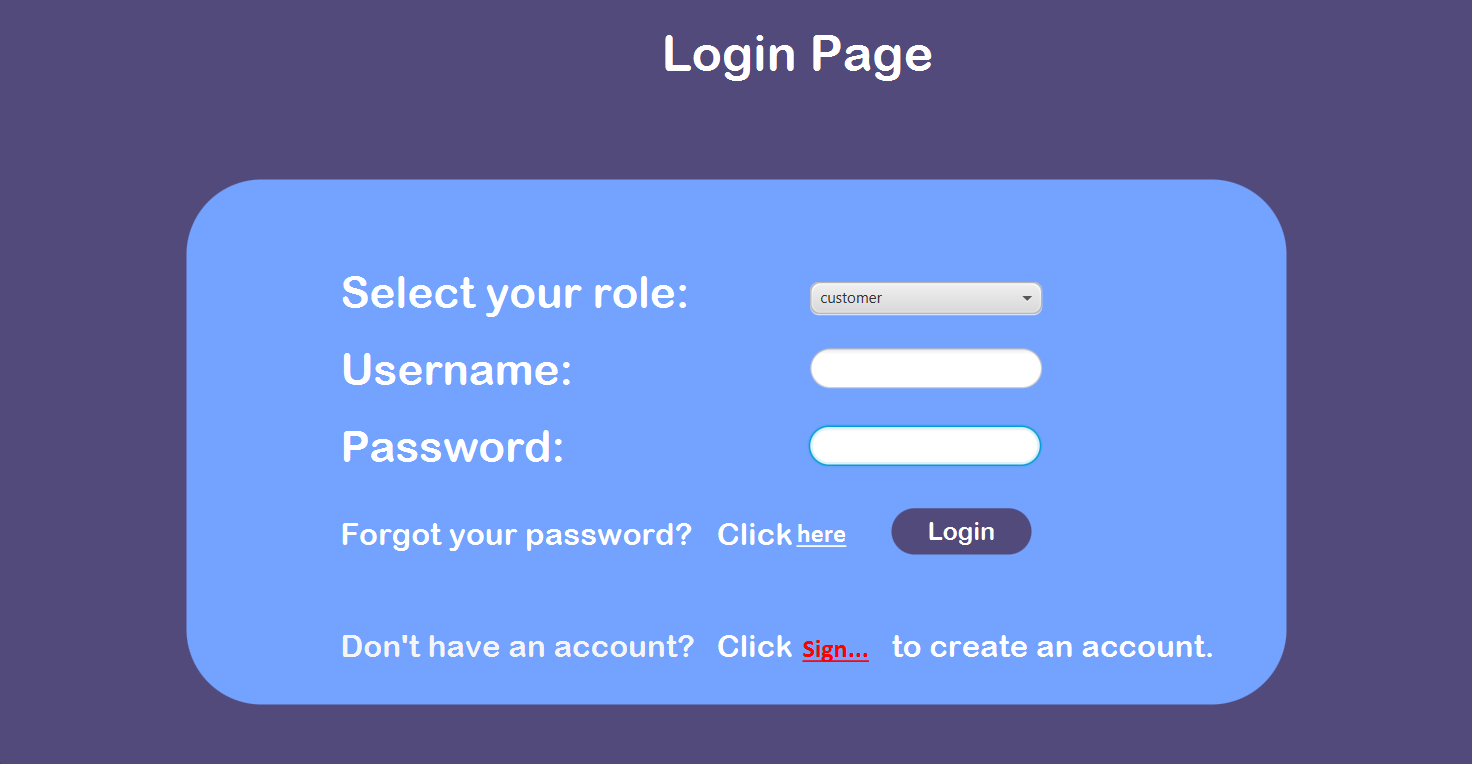 Login Page
Select your role: customer
Username:
Password:
Forgot your password? Click here Login
Don't have an account? Click Sign... to create an account.